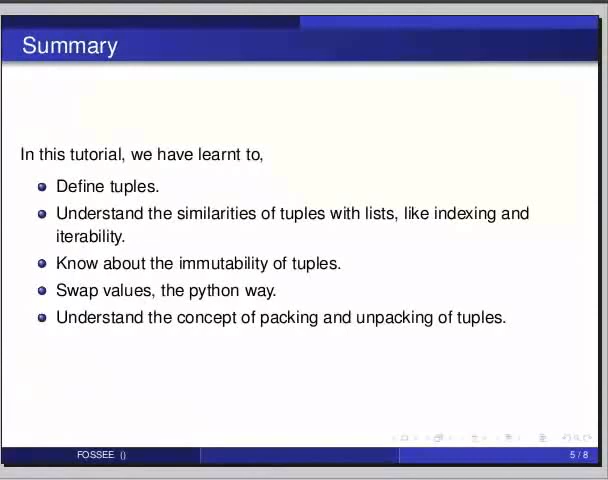 Summary
In this tutorial, we have learnt to,
Define tuples.
Understand the similarities of tuples with lists, like indexing and
iterability.
Know about the immutability of tuples.
Swap values, the python way.
Understand the concept of packing and unpacking of tuples.
FOSSEE ()
5 / 8